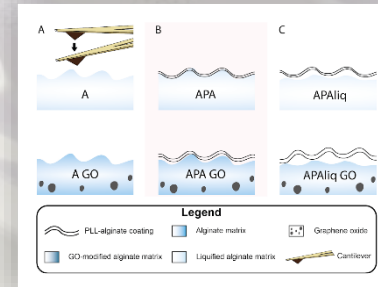 A B C
A APA APAliq
A GO APA GO APAliq GO
Legend
PLL-alginate coating Alginate matrix Graphene oxide
GO-modified alginate matrix Liquified alginate matrix Cantilever